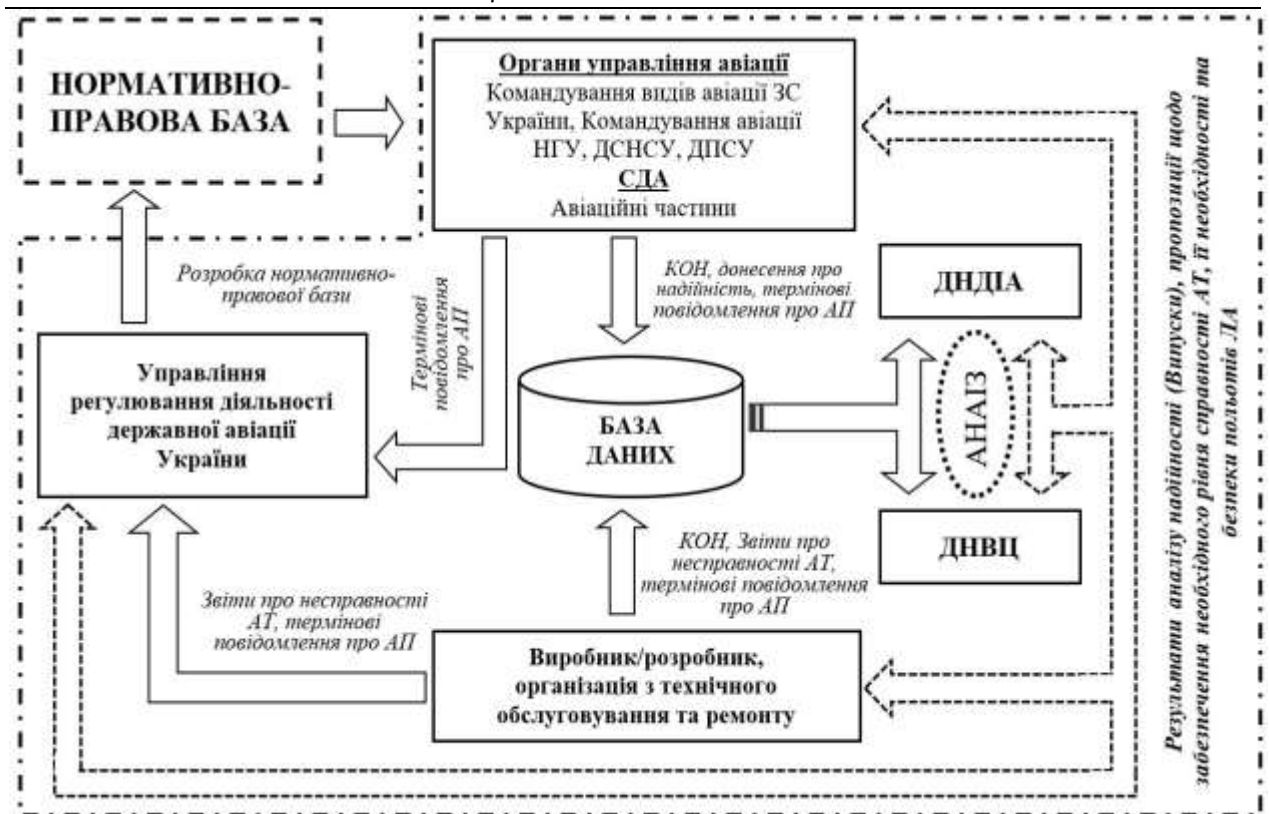 НОРМАТИВНО-
ПРАВОВА БАЗА
Органи управління авіації
Командування видів авіації ЗС
України, Командування авіації
НГУ, ДСНСУ, ДПСУ
СДА
Авіаційні частини
Розробка нормативно-
правової бази
Термінові
повідомлення
про АП
КОН, донесення про
надійність, термінові
повідомлення про АП
ДНДІА
Управління
регулювання діяльності
державної авіації
України
БАЗА
ДАНИХ
АНАІЗ
ДНВЦ
КОН, Звіти про
несправності АТ,
термінові повідомлення
про АП
Звіти про несправності
АТ, термінові
повідомлення про АП
Виробник/розробник,
організація з технічного
обслуговування та ремонту
Результати аналізу надійності (Випуски), пропозиції щодо
забезпечення необхідного рівня справності АТ, її необхідності та
безпеки польотів ЛА